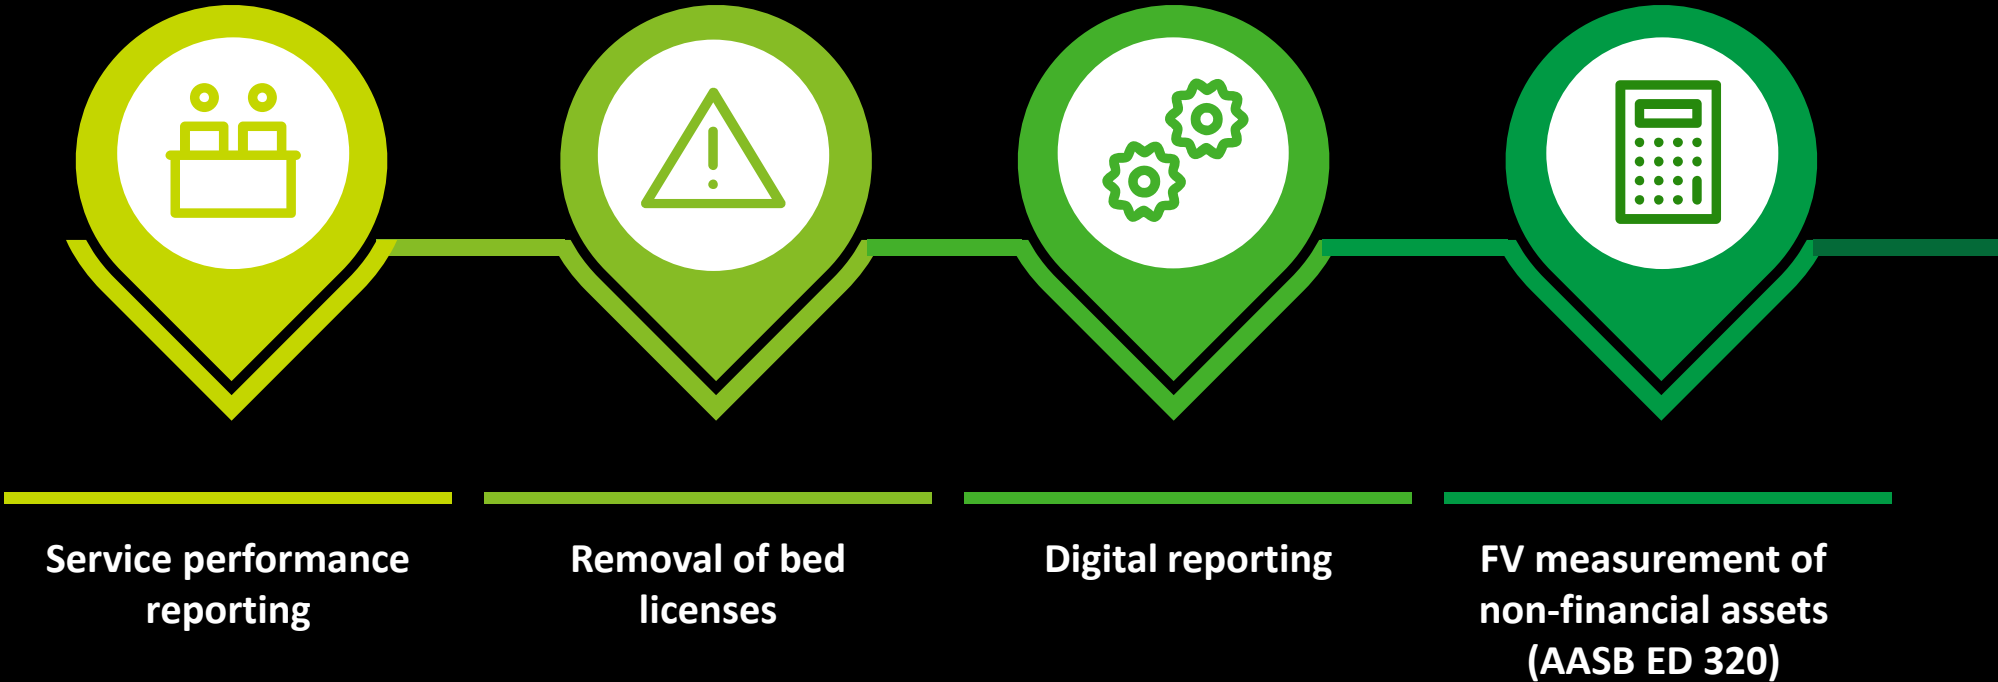 Service performance
reporting
Removal of bed
licenses
Digital reporting
FV measurement of
non-financial assets
(AASB ED 320)